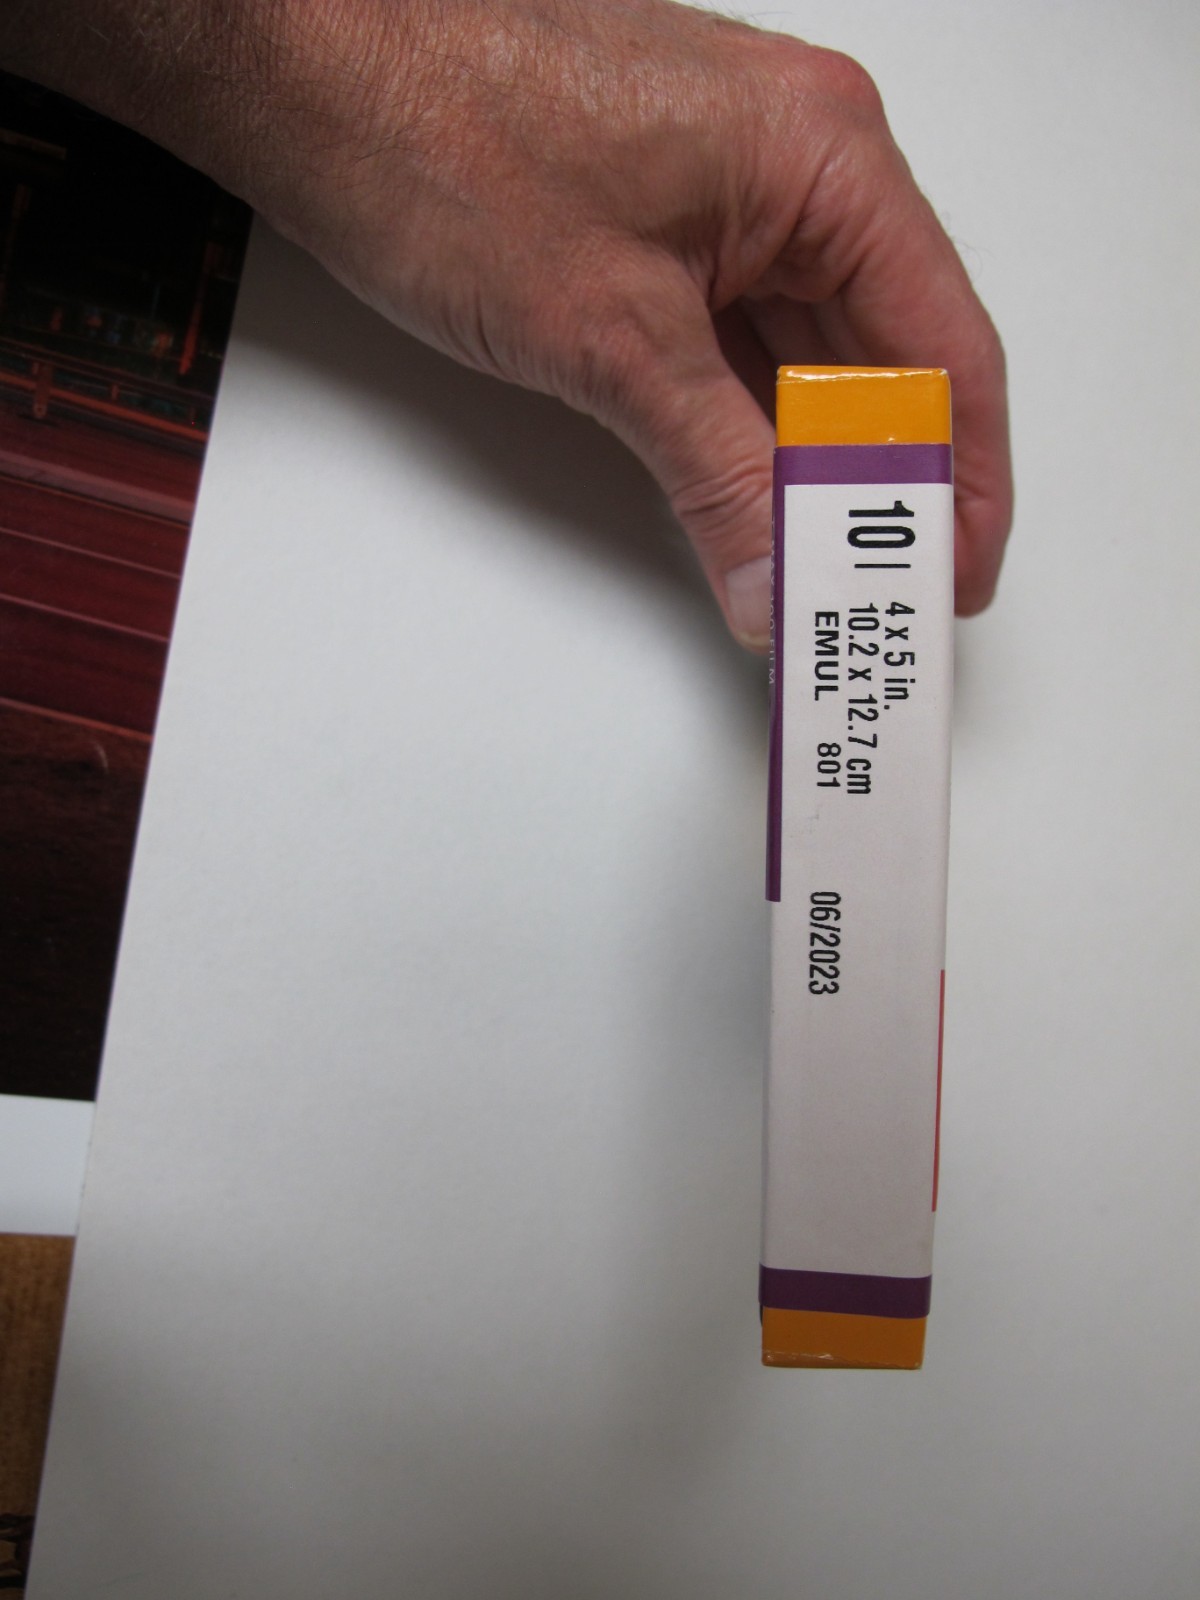 10 |
4 x 5 in.
10.2 x 12.7 cm
EMUL 801 06/2023